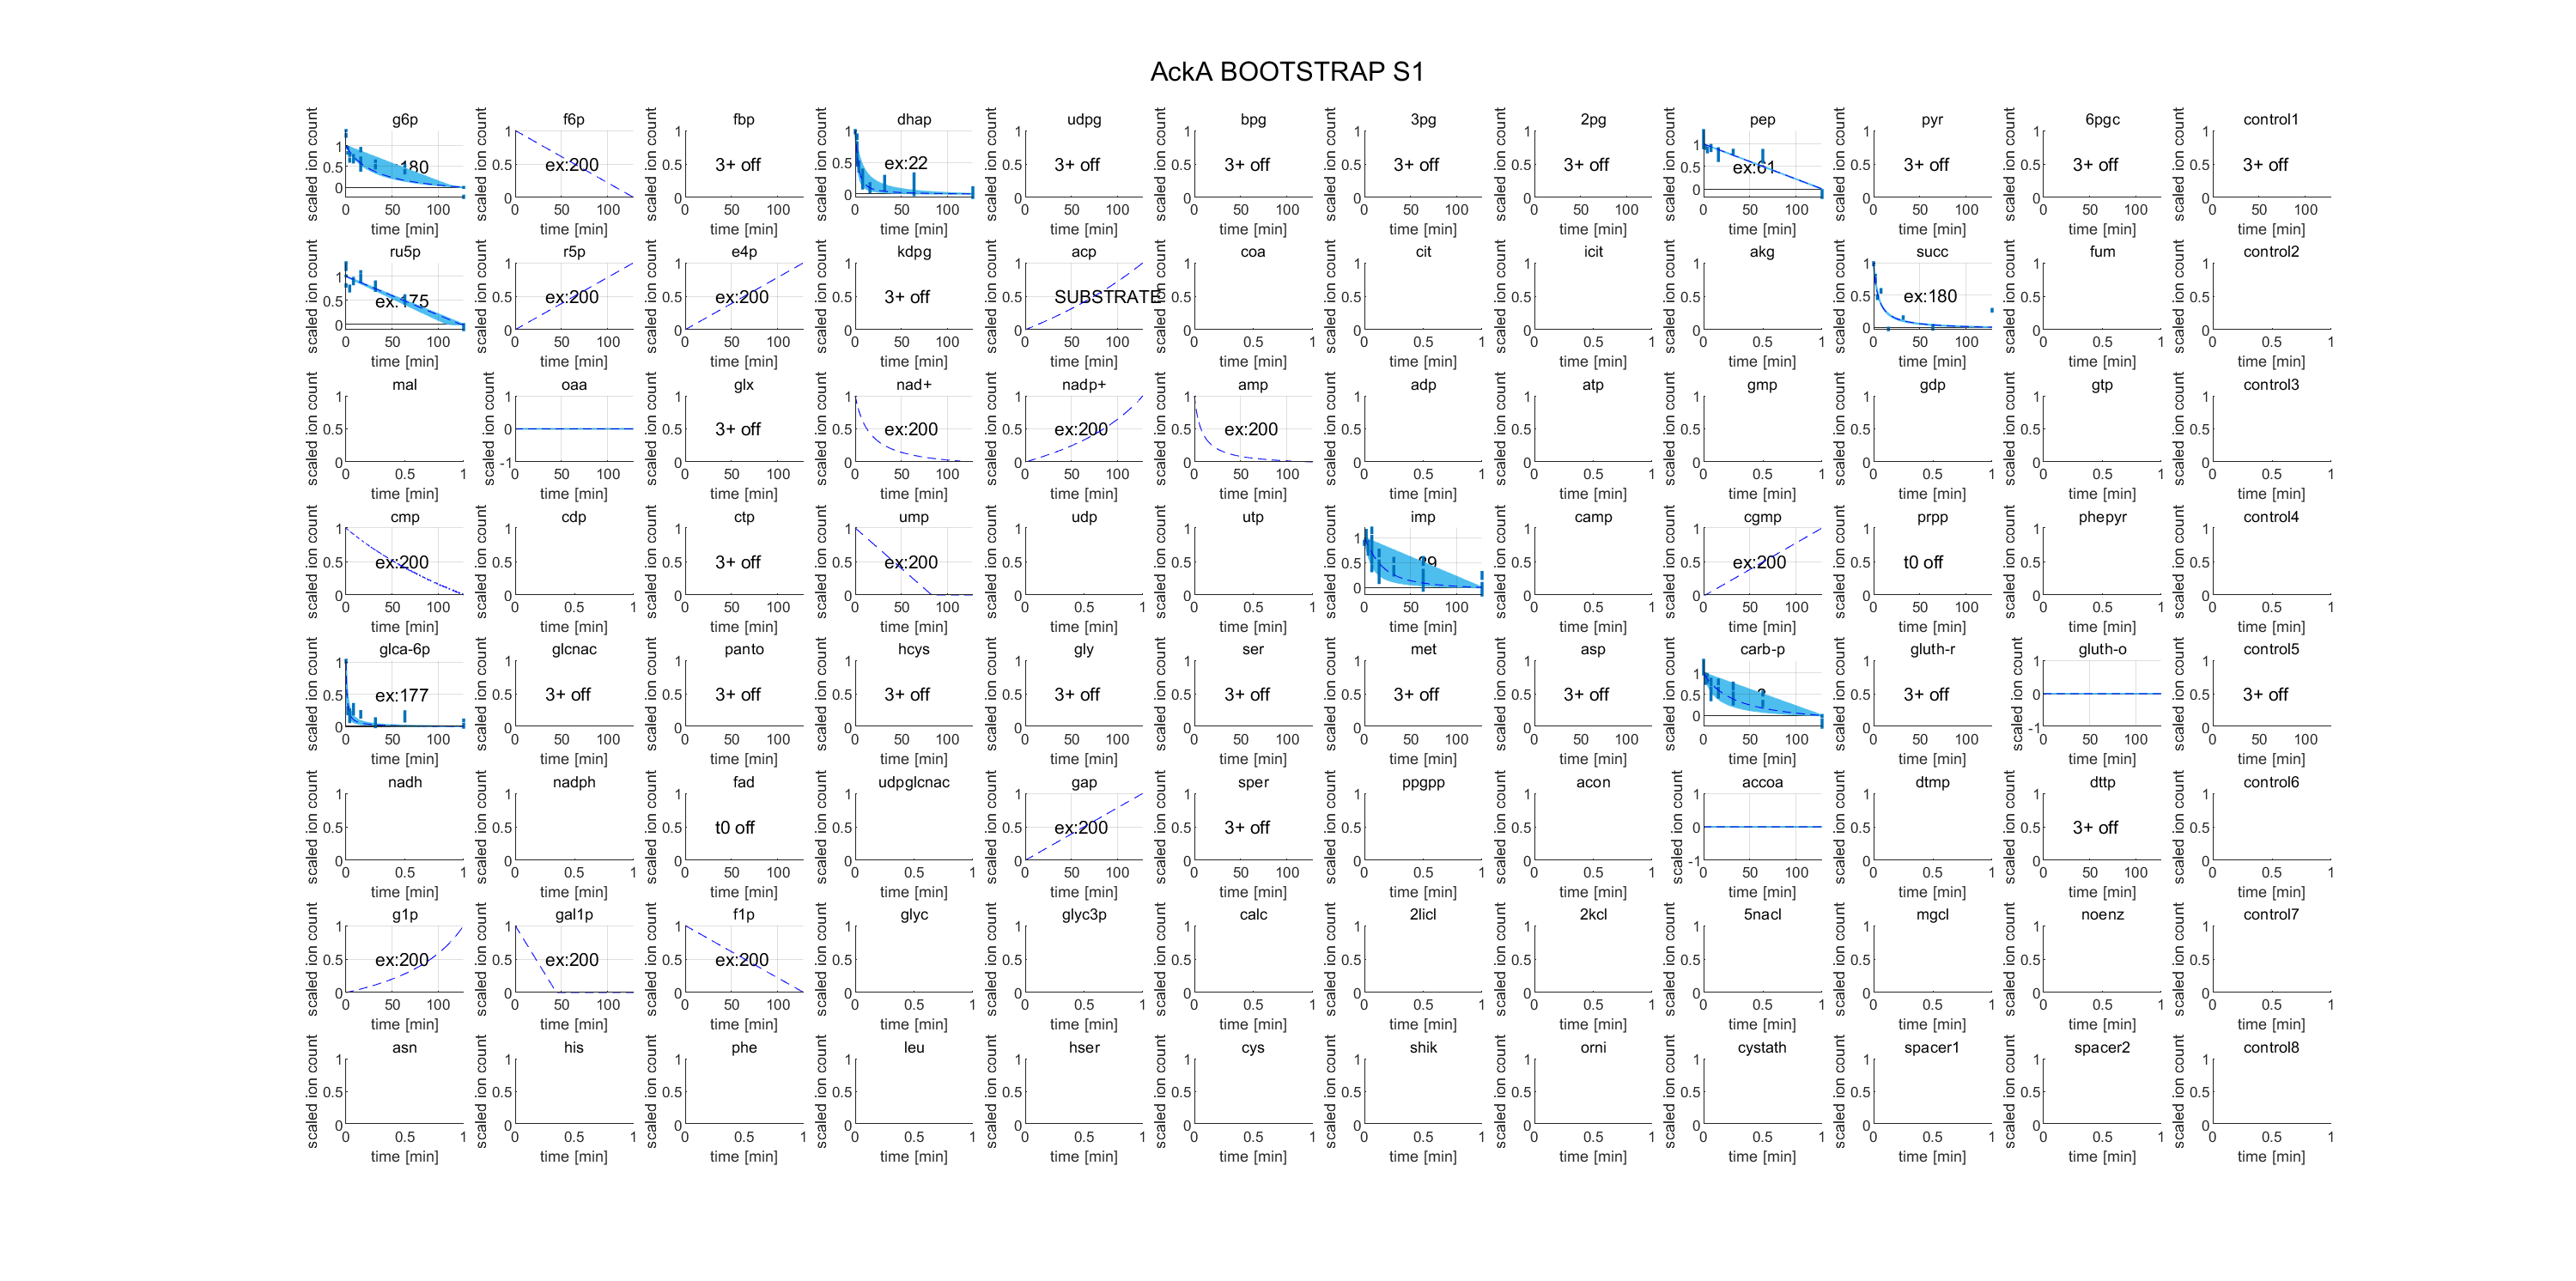 AckA BOOTSTRAP S1
g6p f6p fbp dhap udpg bpg 3pg 2pg pep pyr 6pgc control1
scaled ion count scaled ion count scaled ion count scaled ion count scaled ion count scaled ion count scaled ion count scaled ion count scaled ion count scaled ion count scaled ion count scaled ion count
1 1 1 1 1 1 1 1 1 1 1 1
0.5 180 0.5 ex:200 0.5 3+ off 0.5 ex:22 0.5 3+ off 0.5 3+ off 0.5 3+ off 0.5 3+ off 0.5 ex:61 0.5 3+ off 0.5 3+ off 0.5 3+ off
0 0 0 0 0 0 0 0 0 0 0 0
0 50 100 0 50 100 0 50 100 0 50 100 0 50 100 0 50 100 0 50 100 0 50 100 0 50 100 0 50 100 0 50 100 0 50 100
time [min] time [min] time [min] time [min] time [min] time [min] time [min] time [min] time [min] time [min] time [min] time [min]
ru5p r5p e4p kdpg acp coa cit icit akg succ fum control2
scaled ion count scaled ion count scaled ion count scaled ion count scaled ion count scaled ion count scaled ion count scaled ion count scaled ion count scaled ion count scaled ion count scaled ion count
1 1 1 1 1 1 1 1 1 1 1 1
0.5 ex:175 0.5 ex:200 0.5 ex:200 0.5 3+ off 0.5 SUBSTRATE 0.5 0.5 0.5 0.5 0.5 ex:180 0.5 0.5
0 0 0 0 0 0 0 0 0 0 0 0
0 50 100 0 50 100 0 50 100 0 50 100 0 50 100 0 0.5 1 0 0.5 1 0 0.5 1 0 0.5 1 0 50 100 0 0.5 1 0 0.5 1
time [min] time [min] time [min] time [min] time [min] time [min] time [min] time [min] time [min] time [min] time [min] time [min]
mal oaa glx nad+ nadp+ amp adp atp gmp gdp gtp control3
scaled ion count scaled ion count scaled ion count scaled ion count scaled ion count scaled ion count scaled ion count scaled ion count scaled ion count scaled ion count scaled ion count scaled ion count
1 1 1 1 1 1 1 1 1 1 1 1
0.5 0 0.5 3+ off 0.5 ex:200 0.5 ex:200 0.5 ex:200 0.5 0.5 0.5 0.5 0.5 0.5
0 -1 0 0 0 0 0 0 0 0 0 0
0 0.5 1 0 50 100 0 50 100 0 50 100 0 50 100 0 50 100 0 0.5 1 0 0.5 1 0 0.5 1 0 0.5 1 0 0.5 1 0 0.5 1
time [min] time [min] time [min] time [min] time [min] time [min] time [min] time [min] time [min] time [min] time [min] time [min]
cmp cdp ctp ump udp utp imp camp cgmp prpp phepyr control4
scaled ion count scaled ion count scaled ion count scaled ion count scaled ion count scaled ion count scaled ion count scaled ion count scaled ion count scaled ion count scaled ion count scaled ion count
1 1 1 1 1 1 1 1 1 1 1 1
0.5 ex:200 0.5 0.5 3+ off 0.5 ex:200 0.5 0.5 0.5 0.5 0.5 ex:200 0.5 t0 off 0.5 0.5
0 0 0 0 0 0 0 0 0 0 0 0
0 50 100 0 0.5 1 0 50 100 0 50 100 0 0.5 1 0 0.5 1 0 50 100 0 0.5 1 0 50 100 0 50 100 0 0.5 1 0 0.5 1
time [min] time [min] time [min] time [min] time [min] time [min] time [min] time [min] time [min] time [min] time [min] time [min]
glca-6p glcnac panto hcys gly ser met asp carb-p gluth-r gluth-o control5
scaled ion count scaled ion count scaled ion count scaled ion count scaled ion count scaled ion count scaled ion count scaled ion count scaled ion count scaled ion count scaled ion count scaled ion count
1 1 1 1 1 1 1 1 1 1 1 1
0.5 ex:177 0.5 3+ off 0.5 3+ off 0.5 3+ off 0.5 3+ off 0.5 3+ off 0.5 3+ off 0.5 3+ off 0.5 0.5 3+ off 0 0.5 3+ off
0 0 0 0 0 0 0 0 0 0 -1 0
0 50 100 0 50 100 0 50 100 0 50 100 0 50 100 0 50 100 0 50 100 0 50 100 0 50 100 0 50 100 0 50 100 0 50 100
time [min] time [min] time [min] time [min] time [min] time [min] time [min] time [min] time [min] time [min] time [min] time [min]
nadh nadph fad udpglcnac gap sper ppgpp acon accoa dtmp dttp control6
scaled ion count scaled ion count scaled ion count scaled ion count scaled ion count scaled ion count scaled ion count scaled ion count scaled ion count scaled ion count scaled ion count scaled ion count
1 1 1 1 1 1 1 1 1 1 1 1
0.5 0.5 0.5 t0 off 0.5 0.5 ex:200 0.5 3+ off 0.5 0.5 0 0.5 0.5 3+ off 0.5
0 0 0 0 0 0 0 0 -1 0 0 0
0 0.5 1 0 0.5 1 0 50 100 0 0.5 1 0 50 100 0 50 100 0 0.5 1 0 0.5 1 0 50 100 0 0.5 1 0 50 100 0 0.5 1
time [min] time [min] time [min] time [min] time [min] time [min] time [min] time [min] time [min] time [min] time [min] time [min]
g1p gal1p f1p glyc glyc3p calc 2licl 2kcl 5nacl mgcl noenz control7
scaled ion count scaled ion count scaled ion count scaled ion count scaled ion count scaled ion count scaled ion count scaled ion count scaled ion count scaled ion count scaled ion count scaled ion count
1 1 1 1 1 1 1 1 1 1 1 1
0.5 ex:200 0.5 ex:200 0.5 ex:200 0.5 0.5 0.5 0.5 0.5 0.5 0.5 0.5 0.5
0 0 0 0 0 0 0 0 0 0 0 0
0 50 100 0 50 100 0 50 100 0 0.5 1 0 0.5 1 0 0.5 1 0 0.5 1 0 0.5 1 0 0.5 1 0 0.5 1 0 0.5 1 0 0.5 1
time [min] time [min] time [min] time [min] time [min] time [min] time [min] time [min] time [min] time [min] time [min] time [min]
asn his phe leu hser cys shik orni cystath spacer1 spacer2 control8
scaled ion count scaled ion count scaled ion count scaled ion count scaled ion count scaled ion count scaled ion count scaled ion count scaled ion count scaled ion count scaled ion count scaled ion count
1 1 1 1 1 1 1 1 1 1 1 1
0.5 0.5 0.5 0.5 0.5 0.5 0.5 0.5 0.5 0.5 0.5 0.5
0 0 0 0 0 0 0 0 0 0 0 0
0 0.5 1 0 0.5 1 0 0.5 1 0 0.5 1 0 0.5 1 0 0.5 1 0 0.5 1 0 0.5 1 0 0.5 1 0 0.5 1 0 0.5 1 0 0.5 1
time [min] time [min] time [min] time [min] time [min] time [min] time [min] time [min] time [min] time [min] time [min] time [min]